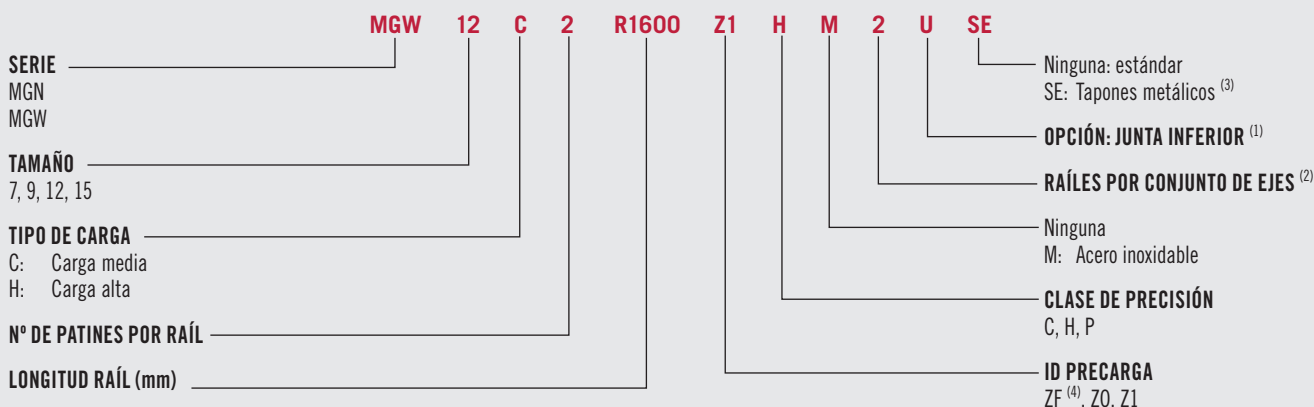 MGW 12 C 2 R1600 Z1 H M 2 U SE
SERIE
MGN
MGW
TAMAÑO
7, 9, 12, 15
TIPO DE CARGA
C: Carga media
H: Carga alta
Nº DE PATINES POR RAÍL
LONGITUD RAÍL (mm)
Ninguna: estándar
SE: Tapones metálicos (3)
OPCIÓN: JUNTA INFERIOR (1)
RAÍLES POR CONJUNTO DE EJES (2)
Ninguna
M: Acero inoxidable
CLASE DE PRECISIÓN
C, H, P
ID PRECARGA
ZF (4), Z0, Z1